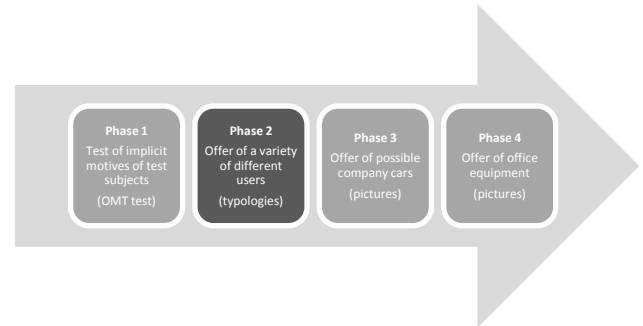 Phase 1
Test of implicit
motives of test
subjects
(OMT test)
Phase 2
Offer of a variety
of different
users
(typologies)
Phase 3
Offer of possible
company cars
(pictures)
Phase 4
Offer of office
equipment
(pictures)